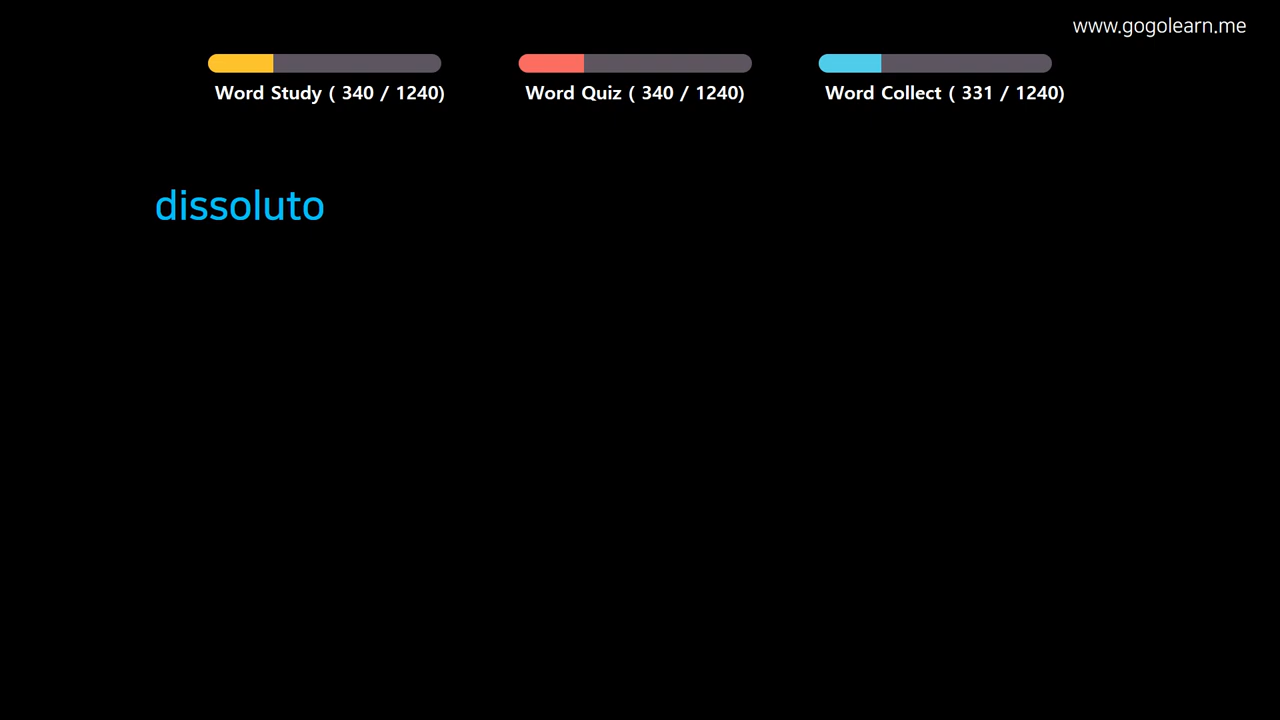 www.gogolearn.me
Word Study ( 340 / 1240)
Word Quiz ( 340 / 1240)
Word Collect ( 331 / 1240)
dissoluto